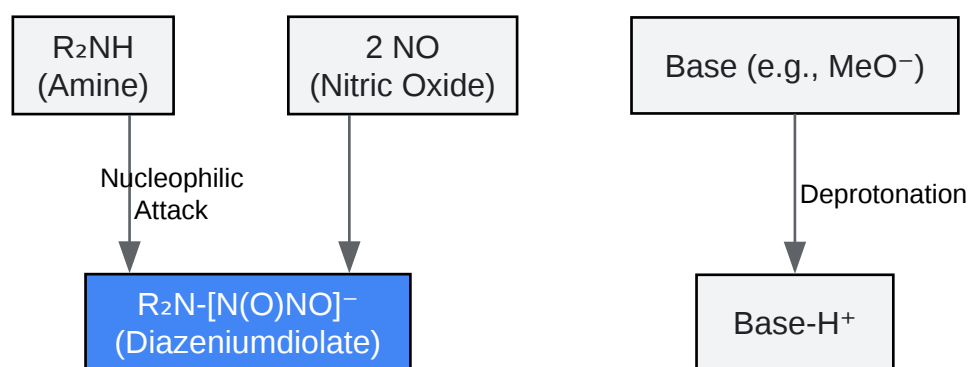 R₂NH
(Amine)
2 NO
(Nitric Oxide)
Base (e.g., MeO⁻)
Nucleophilic
Attack
Deprotonation
R₂N-[N(O)NO]⁻
(Diazeniumdiolate)
Base-H⁺